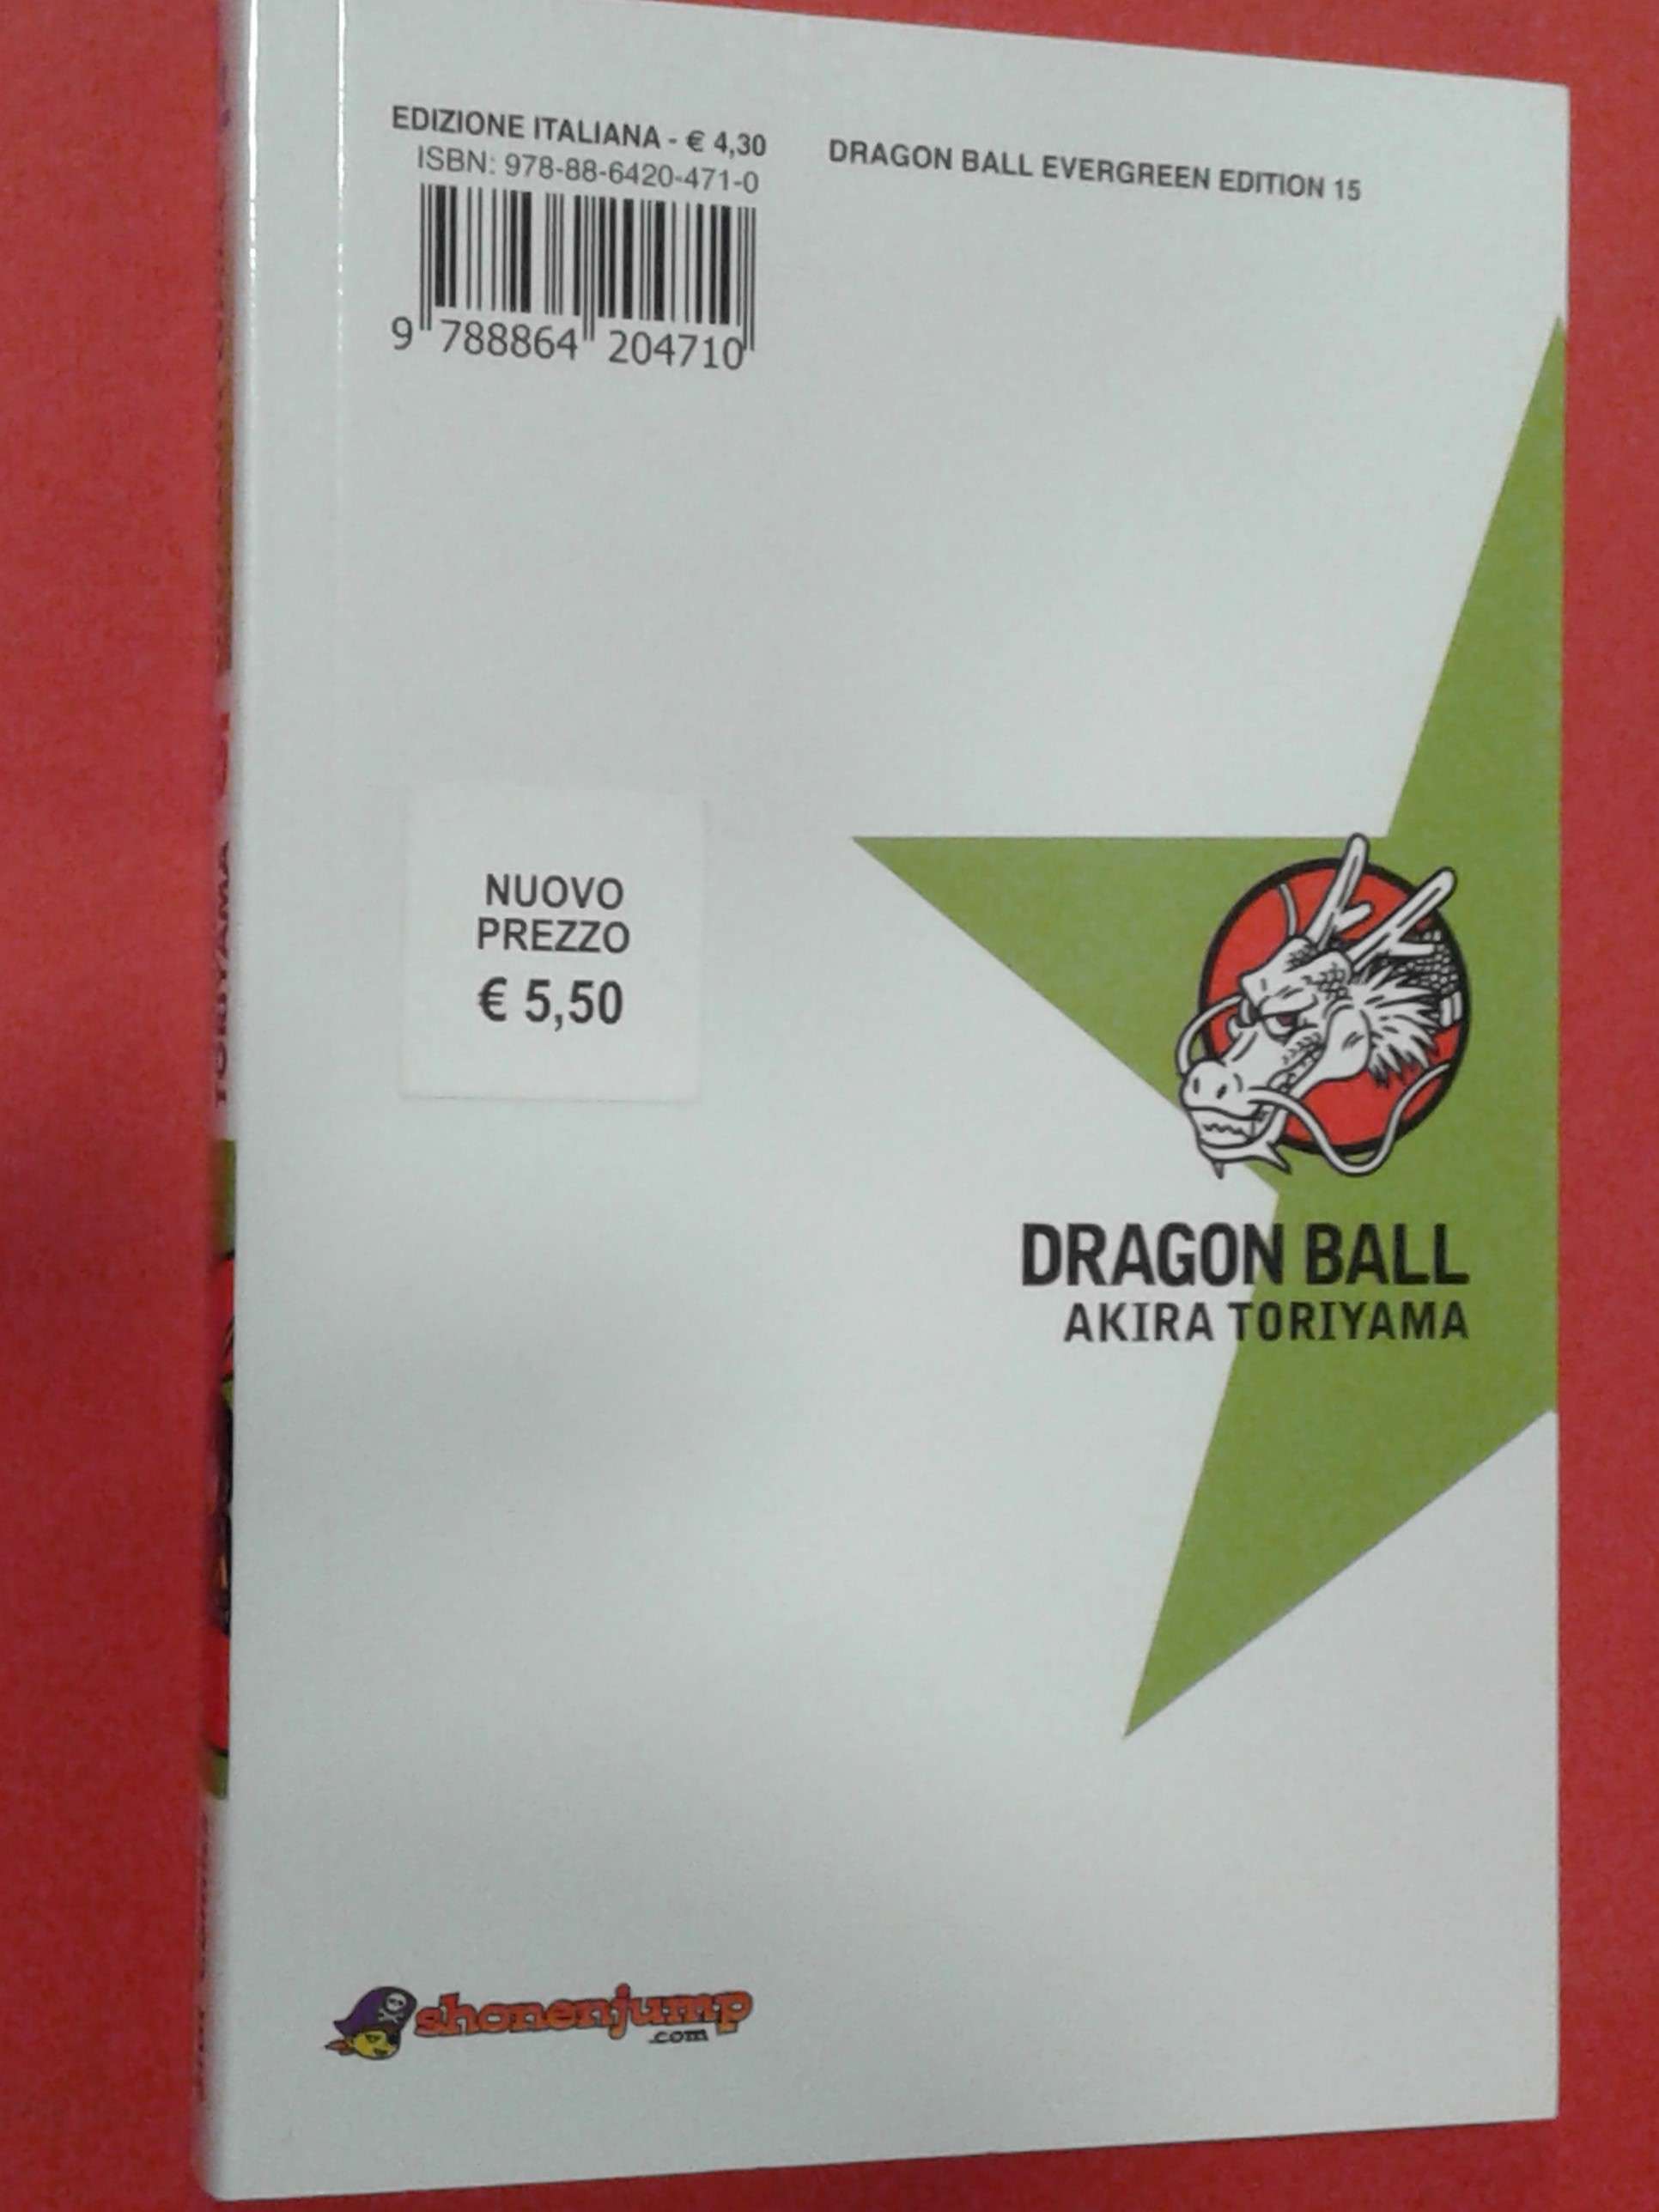 EDIZIONE ITALIANA - € 4,30
ISBN: 978-88-6420-471-0
9 788864 204710
DRAGON BALL EVERGREEN EDITION 15
NUOVO
PREZZO
€ 5,50
DRAGON BALL
AKIRA TORIYAMA
TORIYAMA
shonenjump
.com